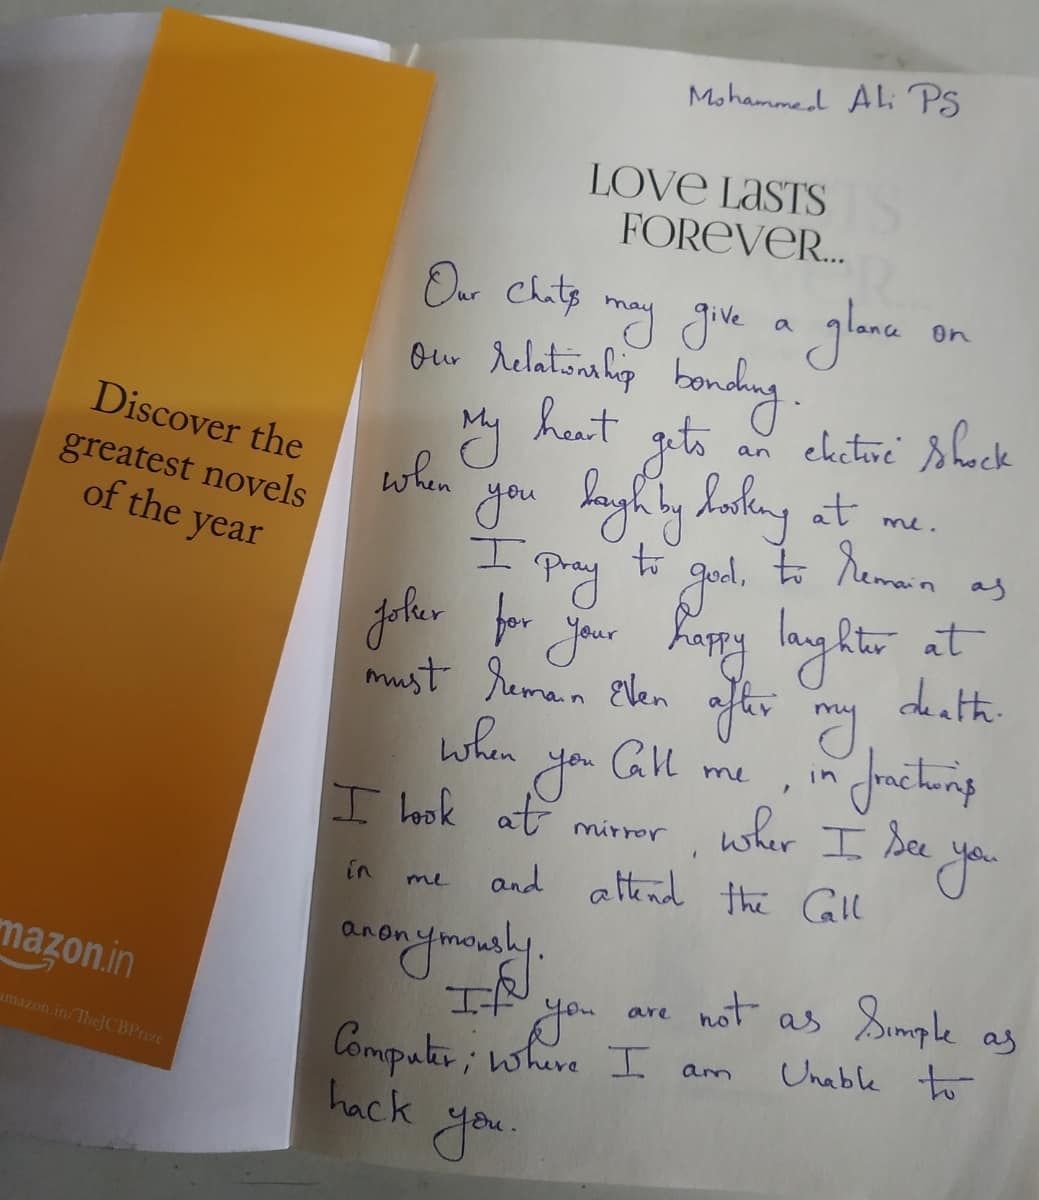 Mohammed Ali PS
LOVe LaSTS
FOReVeR...
Our chats may give a glance on
our relationship bonding.
My heart gets an electric shock
when you laugh by looking at me.
I pray to god, to remain as
joker for your happy laughter at
must remain even after my death.
when you Call me, in fractions
I look at mirror, wher I see you
in me and attend the Call
anonymously.
If you are not as Simple as
Computer; where I am Unable to
hack you.
Discover the
greatest novels
of the year
mazon.in
amazon.in/TheJCBPrize